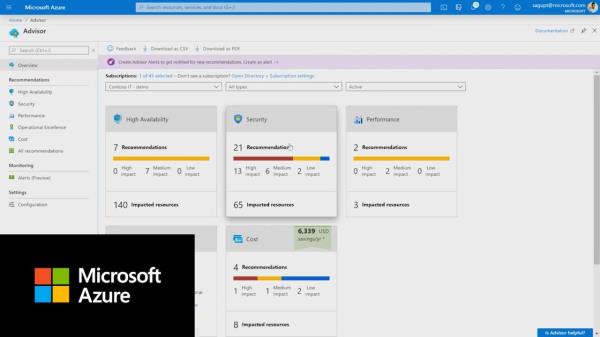 Microsoft Azure
Search resources, services, and docs (G+/)
sagupt@microsoft.com
MICROSOFT
Home > Advisor
Advisor
Documentation
Search (Ctrl+/)
Feedback
Download as CSV
Download as PDF
Overview
Create Advisor Alerts to get notified for new recommendations. Create an alert
Recommendations
High Availability
Security
Performance
Operational Excellence
Cost
All recommendations
Monitoring
Alerts (Preview)
Settings
Configuration
Subscriptions: 1 of 45 selected – Don't see a subscription? Open Directory + Subscription settings
Contoso IT - demo
All types
Active
High Availability
7 Recommendations
0 High impact
7 Medium impact
0 Low impact
140 Impacted resources
Security
21 Recommendations
13 High impact
6 Medium impact
2 Low impact
65 Impacted resources
Performance
2 Recommendations
0 High impact
2 Medium impact
0 Low impact
3 Impacted resources
Cost
6,339 USD
savings/yr *
4 Recommendations
1 High impact
1 Medium impact
2 Low impact
8 Impacted resources
Microsoft
Azure
Is Advisor helpful?